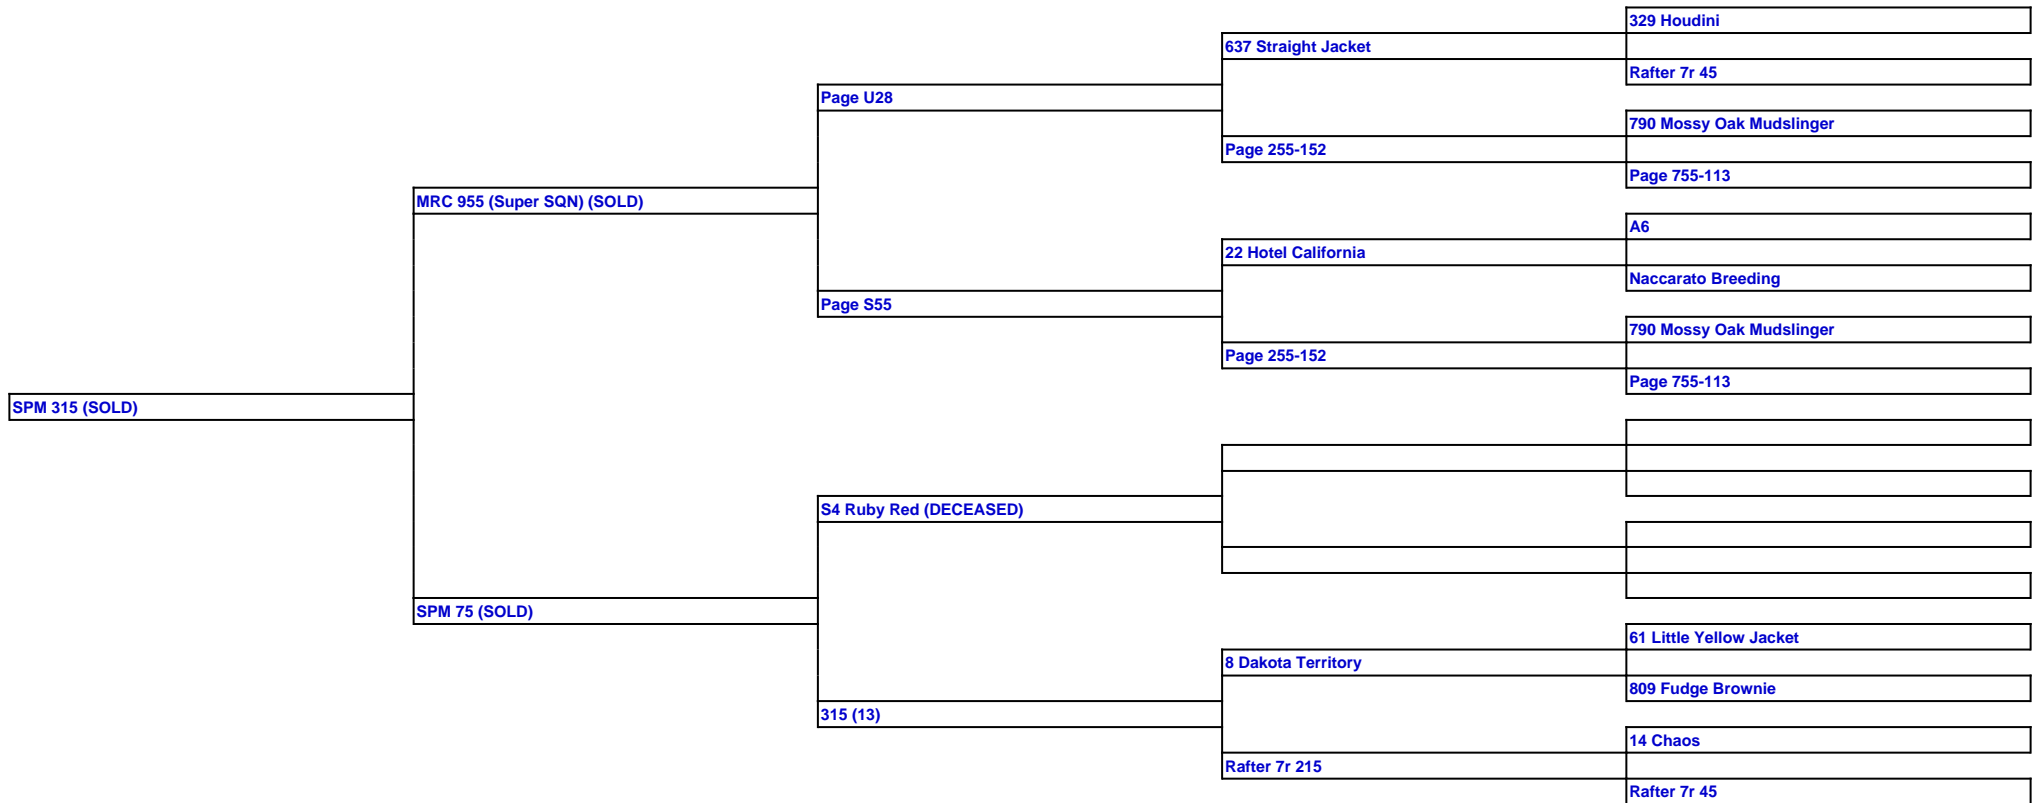 329 Houdini
637 Straight Jacket
Rafter 7r 45
Page U28
790 Mossy Oak Mudslinger
Page 255-152
Page 755-113
MRC 955 (Super SQN) (SOLD)
A6
22 Hotel California
Naccarato Breeding
Page S55
790 Mossy Oak Mudslinger
Page 255-152
Page 755-113
SPM 315 (SOLD)
S4 Ruby Red (DECEASED)
SPM 75 (SOLD)
61 Little Yellow Jacket
8 Dakota Territory
809 Fudge Brownie
315 (13)
14 Chaos
Rafter 7r 215
Rafter 7r 45